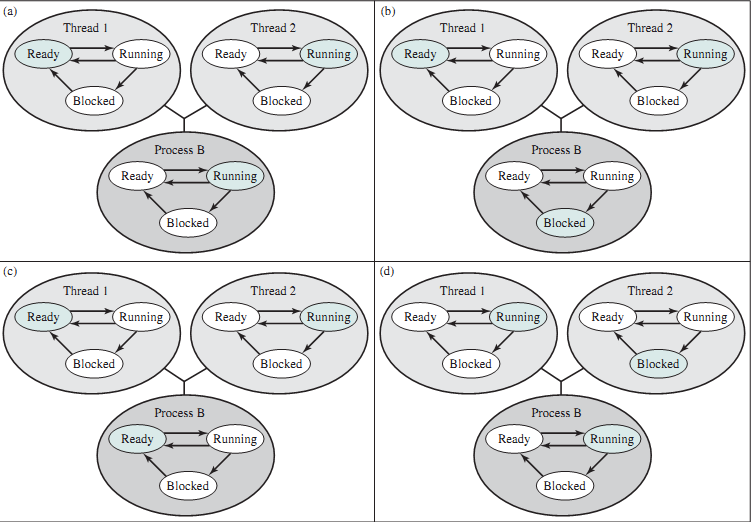 (a)
Thread 1
Ready
Running
Blocked
Thread 2
Ready
Running
Blocked
Process B
Ready
Running
Blocked
(b)
Thread 1
Ready
Running
Blocked
Thread 2
Ready
Running
Blocked
Process B
Ready
Running
Blocked
(c)
Thread 1
Ready
Running
Blocked
Thread 2
Ready
Running
Blocked
Process B
Ready
Running
Blocked
(d)
Thread 1
Ready
Running
Blocked
Thread 2
Ready
Running
Blocked
Process B
Ready
Running
Blocked